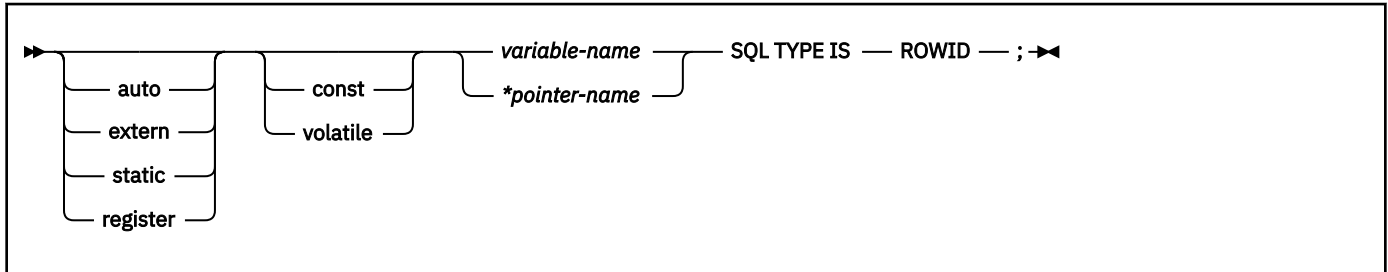 variable-name SQL TYPE IS ROWID ;
auto const *pointer-name
extern volatile
static
register